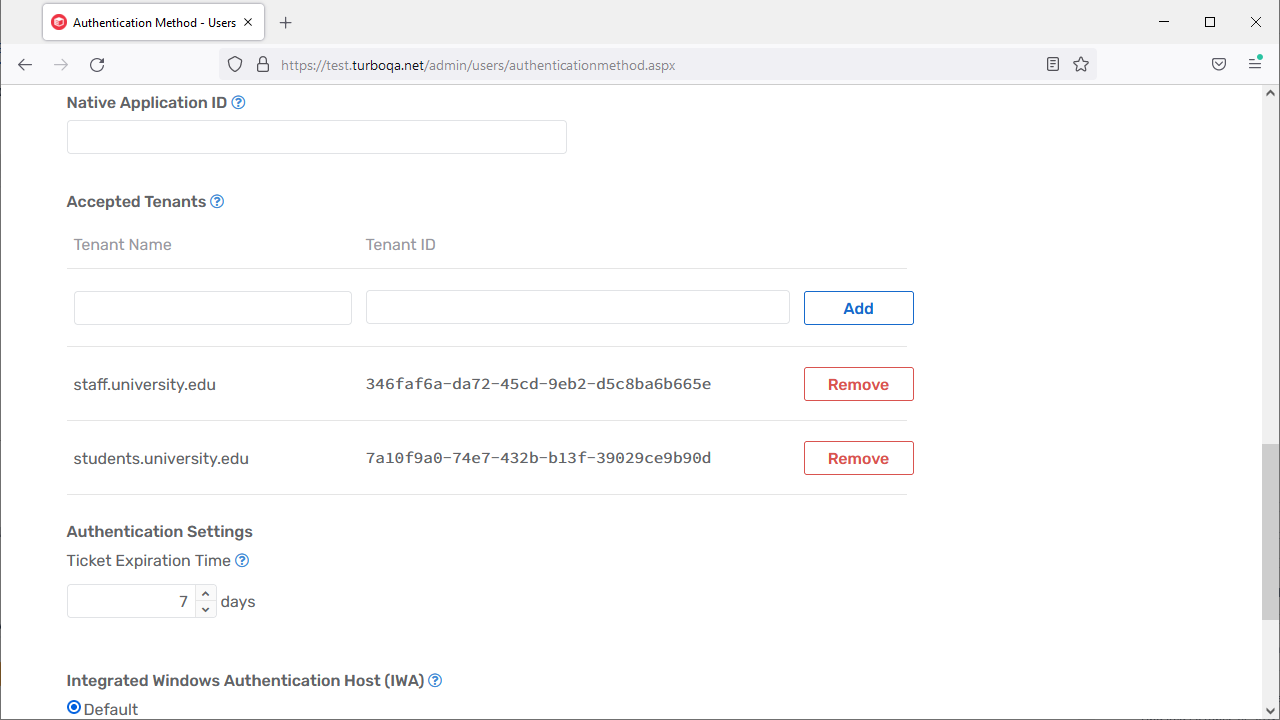 Authentication Method - Users
https://test.turboqa.net/admin/users/authenticationmethod.aspx
Native Application ID
Accepted Tenants
Tenant Name Tenant ID
Add
staff.university.edu 346faf6a-da72-45cd-9eb2-d5c8ba6b665e Remove
students.university.edu 7a10f9a0-74e7-432b-b13f-39029ce9b90d Remove
Authentication Settings
Ticket Expiration Time
7 days
Integrated Windows Authentication Host (IWA)
Default